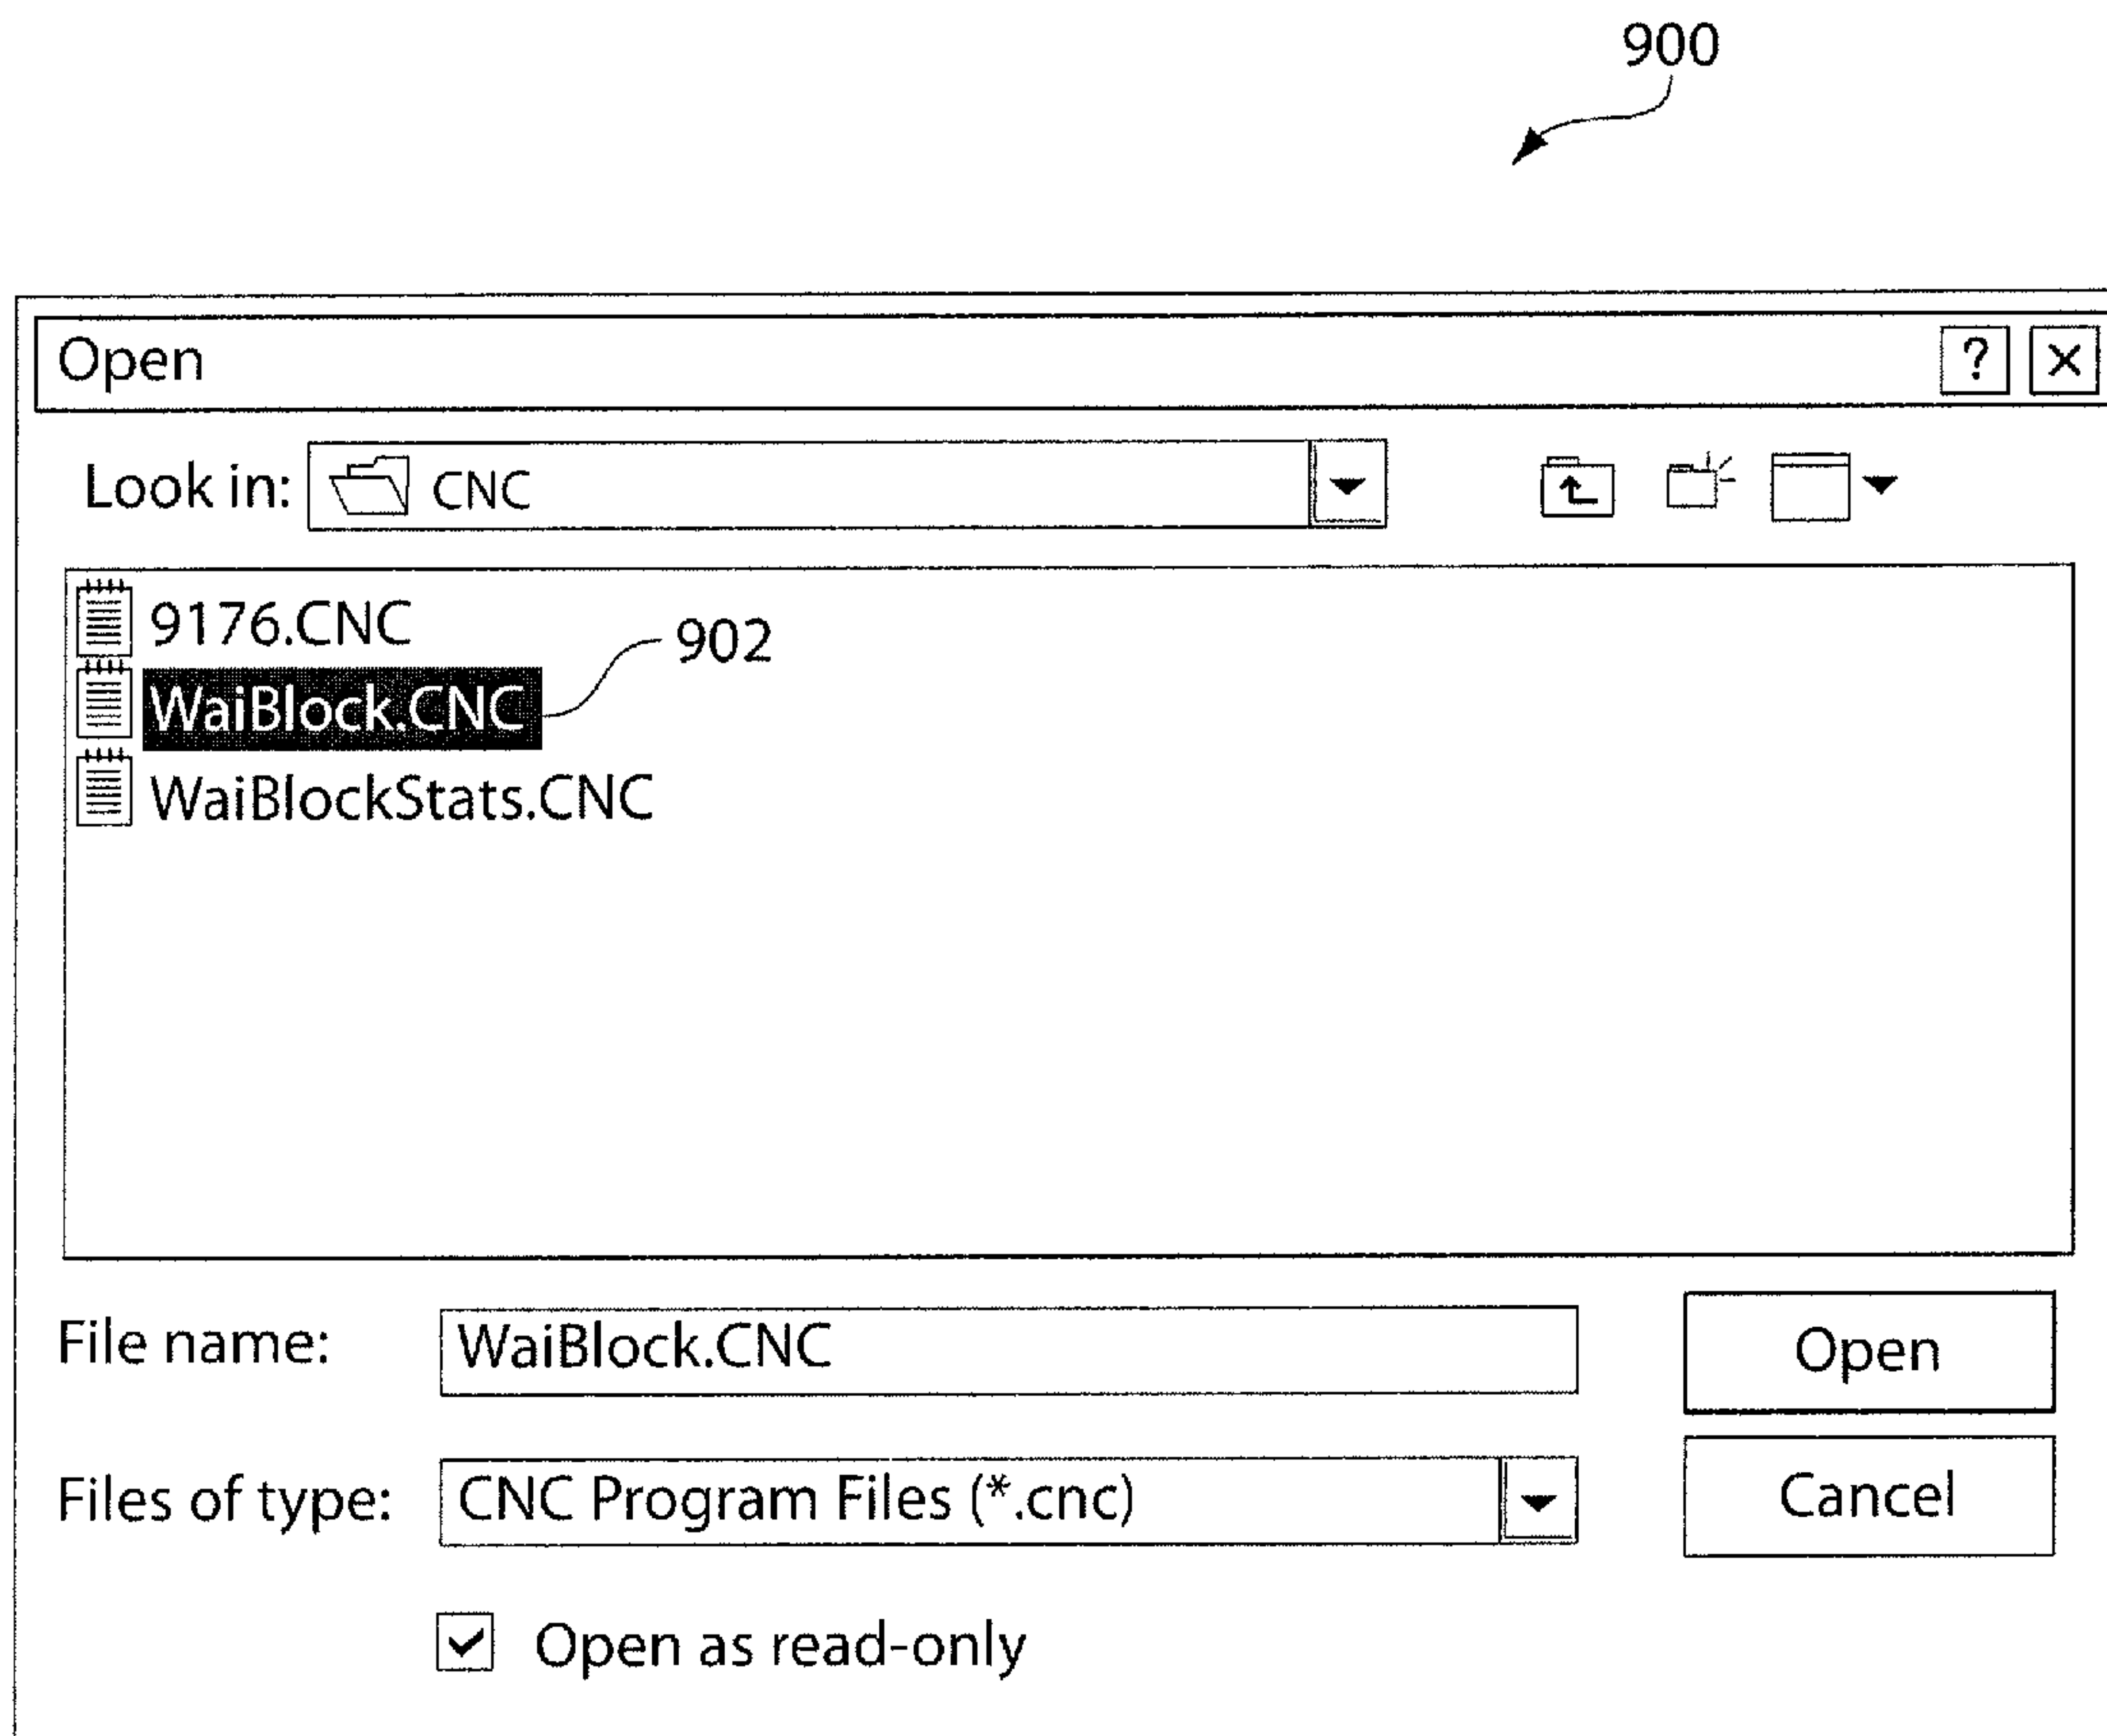 900
Open ? X
Look in: CNC
9176.CNC
902
WaiBlock.CNC
WaiBlockStats.CNC
File name: WaiBlock.CNC Open
Files of type: CNC Program Files (*.cnc) Cancel
Open as read-only